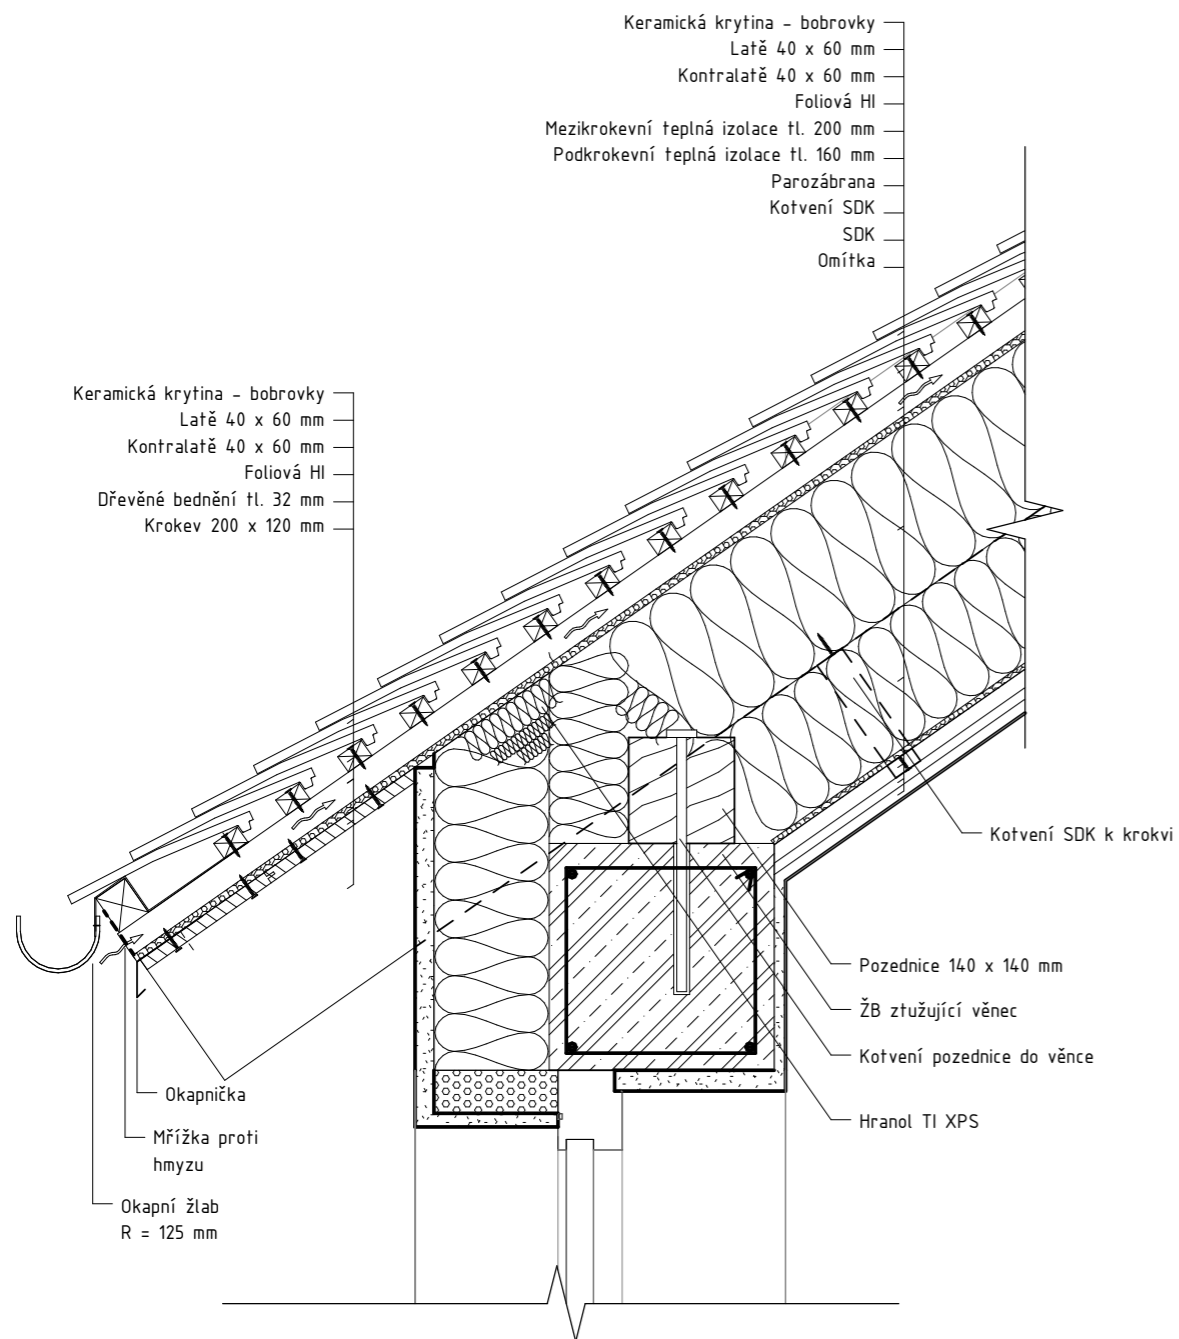 Keramická krytina - bobrovky
Latě 40 x 60 mm
Kontralatě 40 x 60 mm
Foliová HI
Mezikrokevní teplná izolace tl. 200 mm
Podkrokevní teplná izolace tl. 160 mm
Parozábrana
Kotvení SDK
SDK
Omítka
Keramická krytina - bobrovky
Latě 40 x 60 mm
Kontralatě 40 x 60 mm
Foliová HI
Dřevěné bednění tl. 32 mm
Krokev 200 x 120 mm
Kotvení SDK k krokvi
Pozednice 140 x 140 mm
ŽB ztužující věnec
Kotvení pozednice do věnce
Hranol TI XPS
Okapnička
Mřížka proti
hmyzu
Okapní žlab
R = 125 mm